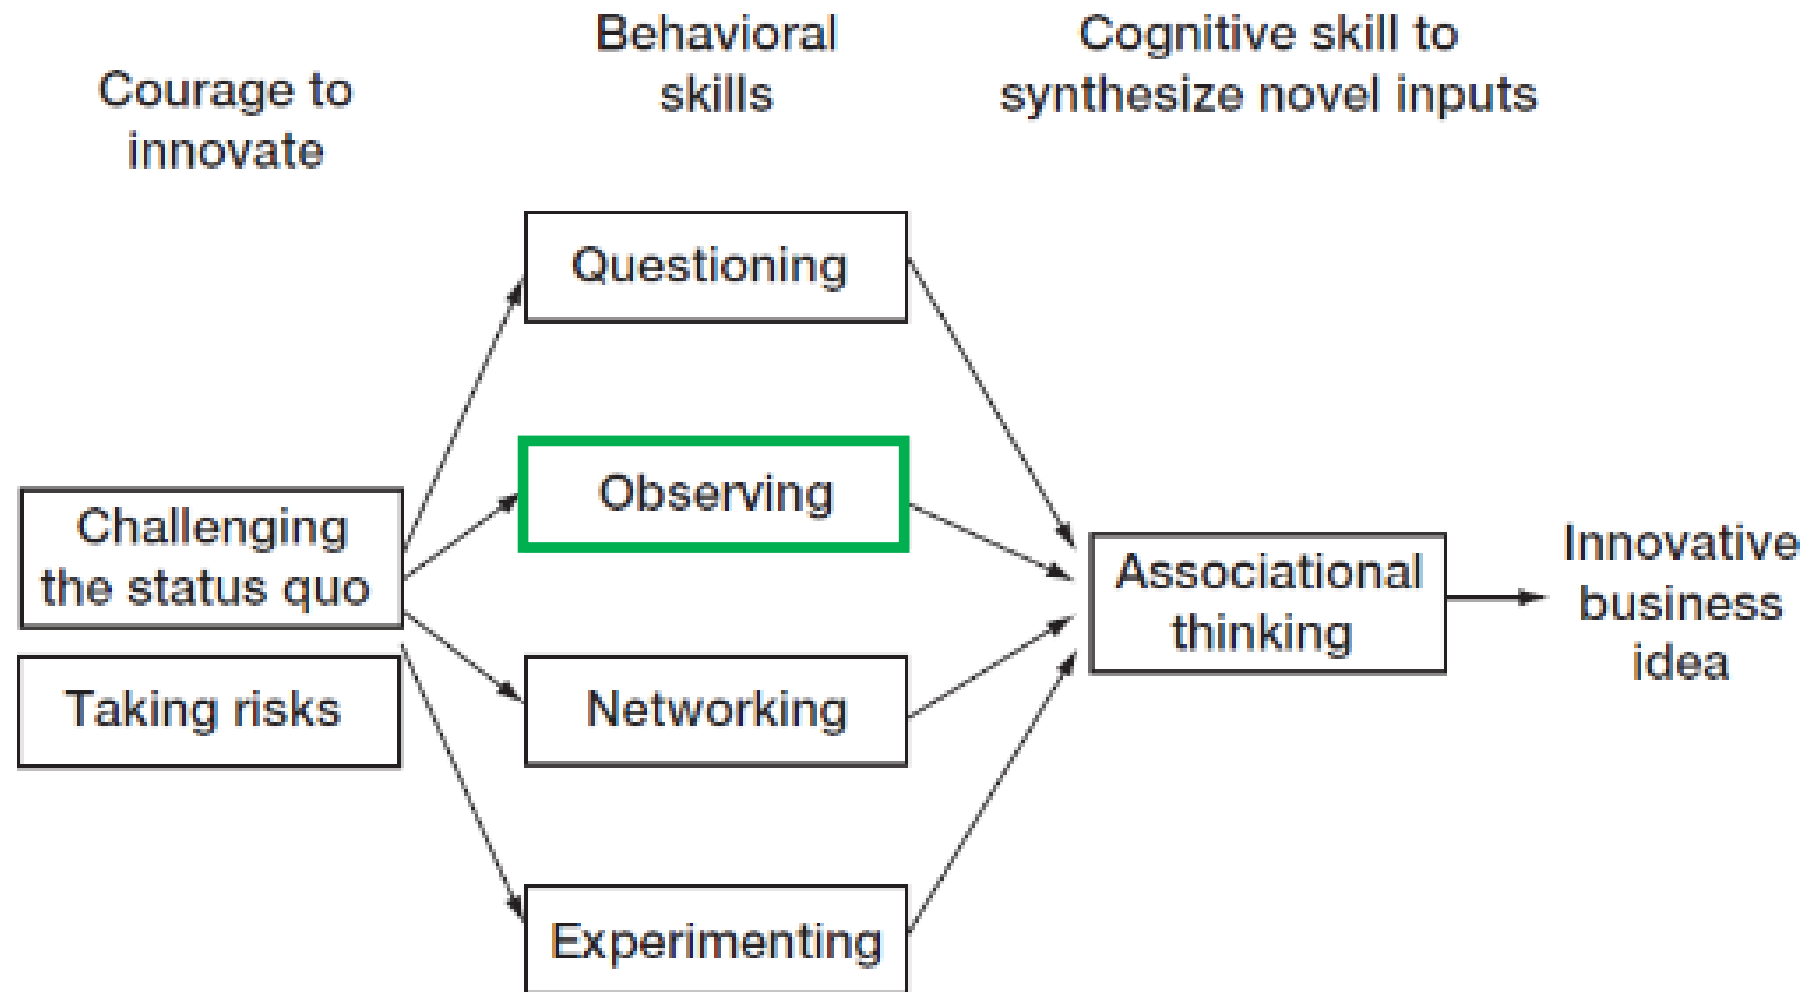 Courage to
innovate
Behavioral
skills
Cognitive skill to
synthesize novel inputs
Challenging
the status quo
Taking risks
Questioning
Observing
Networking
Experimenting
Associational
thinking
Innovative
business
idea